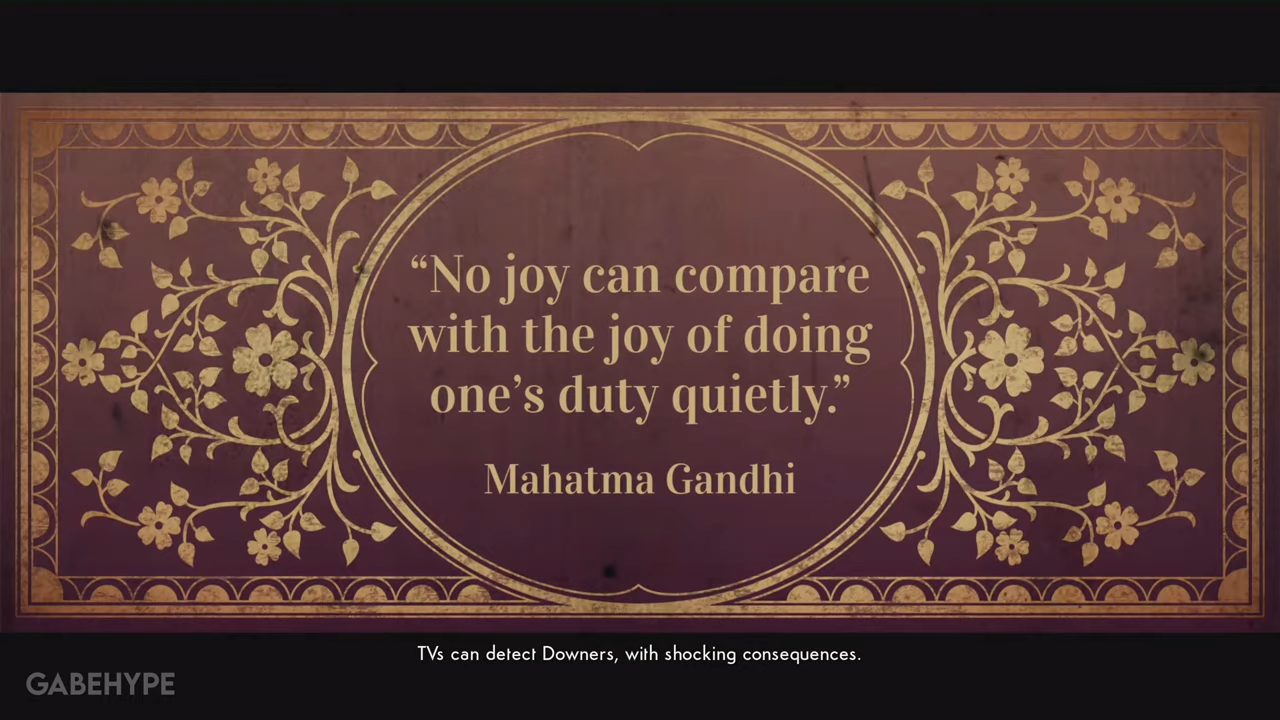 “No joy can compare
with the joy of doing
one’s duty quietly.”
Mahatma Gandhi
TVs can detect Downers, with shocking consequences.
GABEHYPE